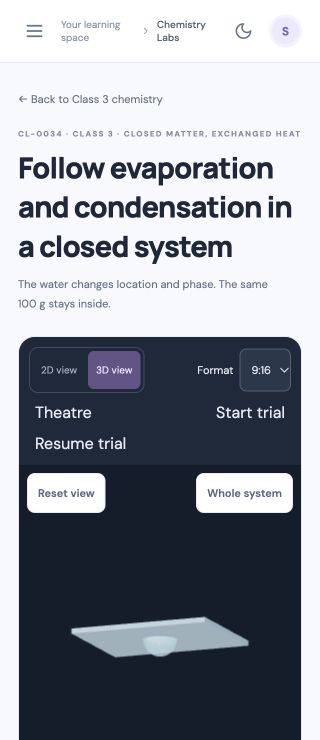 Your learning space
Chemistry Labs
S
← Back to Class 3 chemistry
CL-0034 · CLASS 3 · CLOSED MATTER, EXCHANGED HEAT
Follow evaporation
and condensation in
a closed system
The water changes location and phase. The same
100 g stays inside.
2D view
3D view
Format
9:16
Theatre
Start trial
Resume trial
Reset view
Whole system